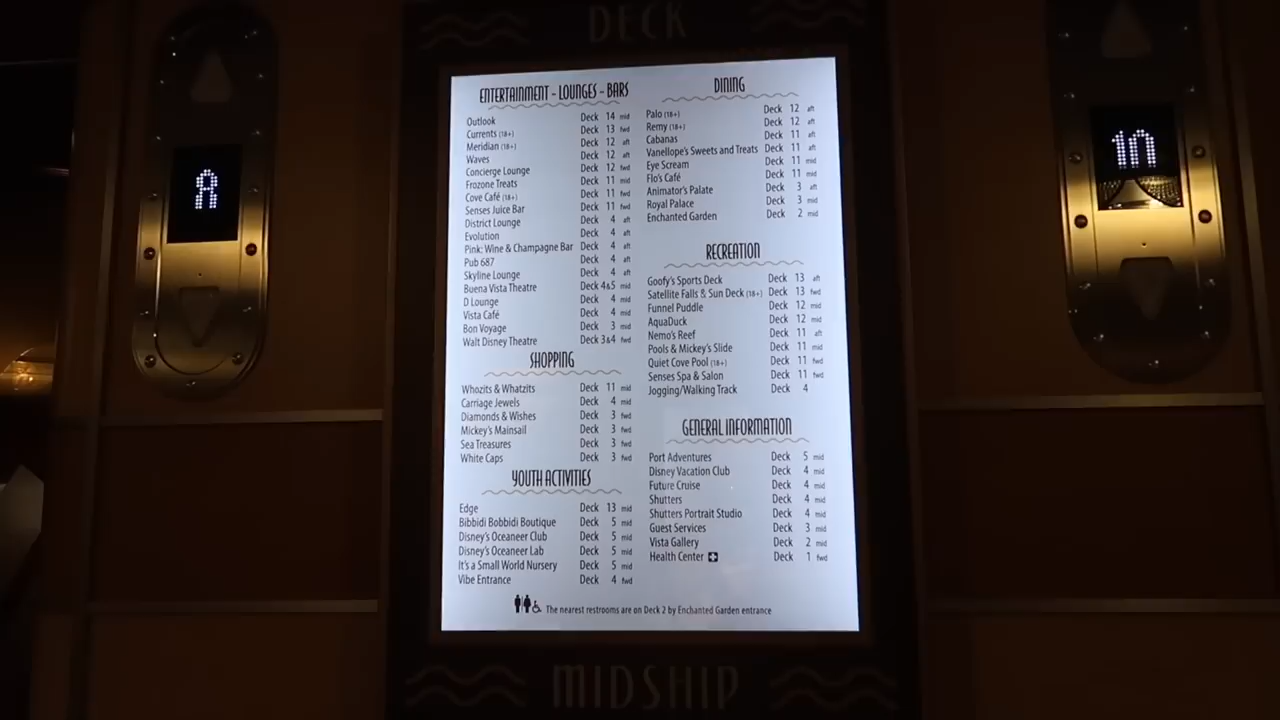 DECK
ENTERTAINMENT - LOUNGES - BARS
Outlook Deck 14 mid
Currents (18+) Deck 13 fwd
Meridian (18+) Deck 12 aft
Waves Deck 12 aft
Concierge Lounge Deck 12 fwd
Frozone Treats Deck 11 mid
Cove Café (18+) Deck 11 fwd
Senses Juice Bar Deck 11 fwd
District Lounge Deck 4 aft
Evolution Deck 4 aft
Pink: Wine & Champagne Bar Deck 4 aft
Pub 687 Deck 4 aft
Skyline Lounge Deck 4 aft
Buena Vista Theatre Deck 4&5 mid
D Lounge Deck 4 mid
Vista Café Deck 4 mid
Bon Voyage Deck 3 mid
Walt Disney Theatre Deck 3&4 fwd
SHOPPING
Whozits & Whatzits Deck 11 mid
Carriage Jewels Deck 4 mid
Diamonds & Wishes Deck 3 fwd
Mickey's Mainsail Deck 3 fwd
Sea Treasures Deck 3 fwd
White Caps Deck 3 fwd
YOUTH ACTIVITIES
Edge Deck 13 mid
Bibbidi Bobbidi Boutique Deck 5 mid
Disney's Oceaneer Club Deck 5 mid
Disney's Oceaneer Lab Deck 5 mid
It's a Small World Nursery Deck 5 mid
Vibe Entrance Deck 4 fwd
DINING
Palo (18+) Deck 12 aft
Remy (18+) Deck 12 aft
Cabanas Deck 11 aft
Vanellope's Sweets and Treats Deck 11 aft
Eye Scream Deck 11 mid
Flo's Café Deck 11 mid
Animator's Palate Deck 3 aft
Royal Palace Deck 3 mid
Enchanted Garden Deck 2 mid
RECREATION
Goofy's Sports Deck Deck 13 aft
Satellite Falls & Sun Deck (18+) Deck 13 fwd
Funnel Puddle Deck 12 mid
AquaDuck Deck 12 mid
Nemo's Reef Deck 11 aft
Pools & Mickey's Slide Deck 11 mid
Quiet Cove Pool (18+) Deck 11 fwd
Senses Spa & Salon Deck 11 fwd
Jogging/Walking Track Deck 4
GENERAL INFORMATION
Port Adventures Deck 5 mid
Disney Vacation Club Deck 4 mid
Future Cruise Deck 4 mid
Shutters Deck 4 mid
Shutters Portrait Studio Deck 4 mid
Guest Services Deck 3 mid
Vista Gallery Deck 2 mid
Health Center Deck 1 fwd
The nearest restrooms are on Deck 2 by Enchanted Garden entrance
MIDSHIP